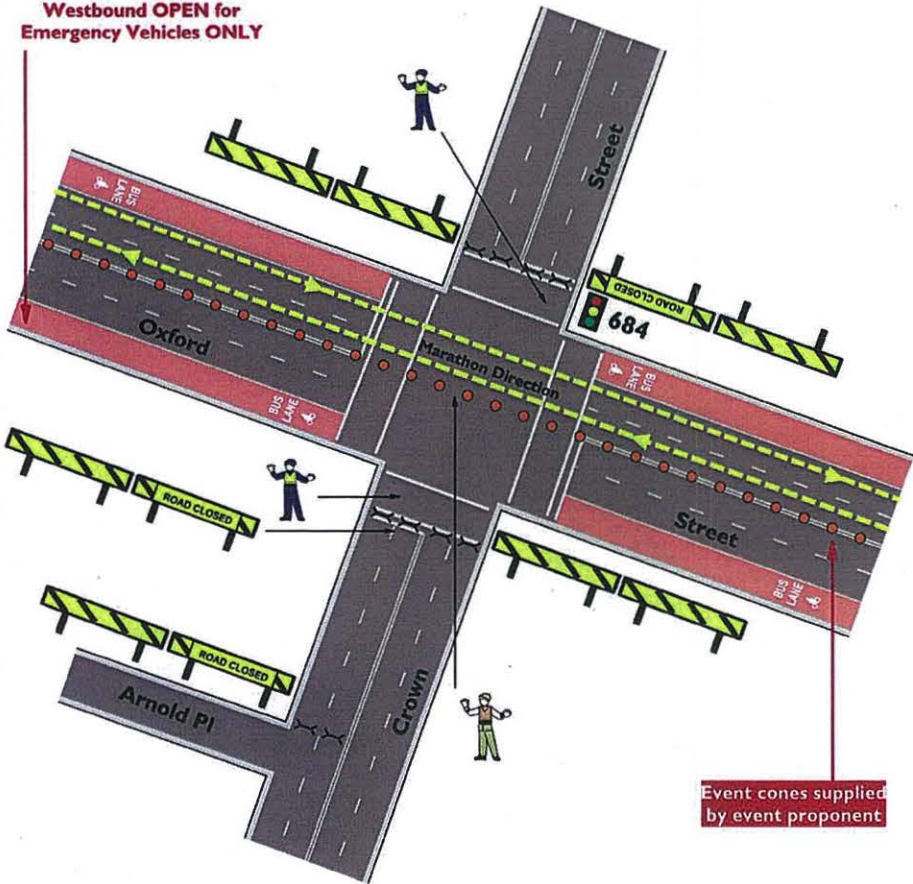 Westbound OPEN for
Emergency Vehicles ONLY
Street
BUS
LANE
ROAD CLOSED
684
Oxford
Marathon Direction
BUS
LANE
BUS
LANE
ROAD CLOSED
Street
BUS
LANE
ROAD CLOSED
Arnold Pl
Crown
Event cones supplied
by event proponent